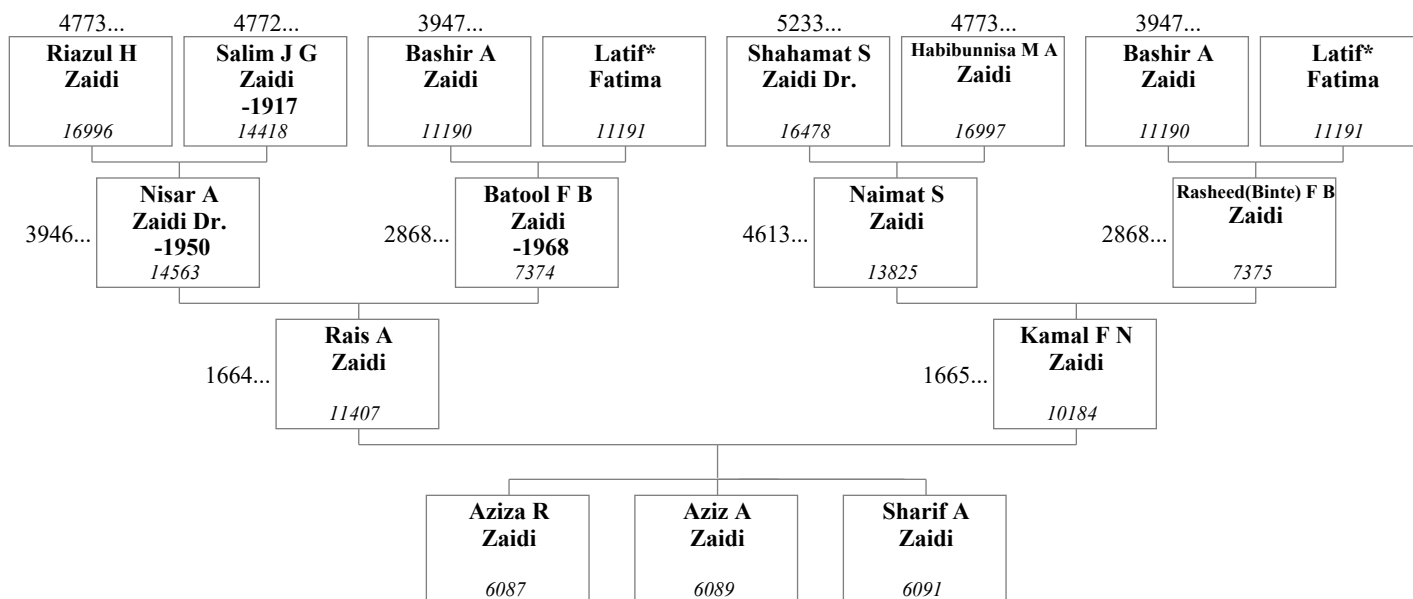 4773... 4772... 3947... 5233... 4773... 3947...
Riazul H
Zaidi
16996
Salim J G
Zaidi
-1917
14418
Bashir A
Zaidi
11190
Latif*
Fatima
11191
Shahamat S
Zaidi Dr.
16478
Habibunnisa M A
Zaidi
16997
Bashir A
Zaidi
11190
Latif*
Fatima
11191
3946...
Nisar A
Zaidi Dr.
-1950
14563
2868...
Batool F B
Zaidi
-1968
7374
4613...
Naimat S
Zaidi
13825
2868...
Rasheed(Binte) F B
Zaidi
7375
1664...
Rais A
Zaidi
11407
1665...
Kamal F N
Zaidi
10184
Aziza R
Zaidi
6087
Aziz A
Zaidi
6089
Sharif A
Zaidi
6091